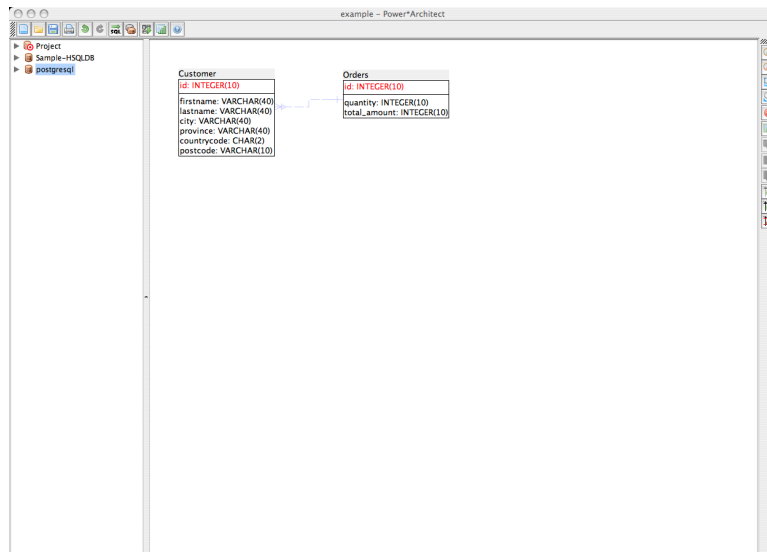 example – Power*Architect
SQL
Project
Sample-HSQLDB
postgresql
Customer
id: INTEGER(10)
firstname: VARCHAR(40)
lastname: VARCHAR(40)
city: VARCHAR(40)
province: VARCHAR(40)
countrycode: CHAR(2)
postcode: VARCHAR(10)
Orders
id: INTEGER(10)
quantity: INTEGER(10)
total_amount: INTEGER(10)